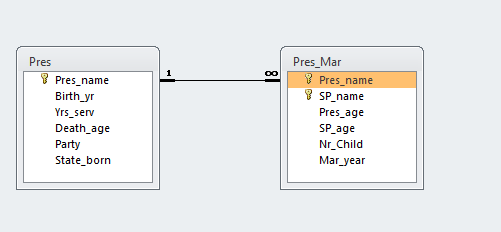 Pres
Pres_name
Birth_yr
Yrs_serv
Death_age
Party
State_born
1
∞
Pres_Mar
Pres_name
SP_name
Pres_age
SP_age
Nr_Child
Mar_year